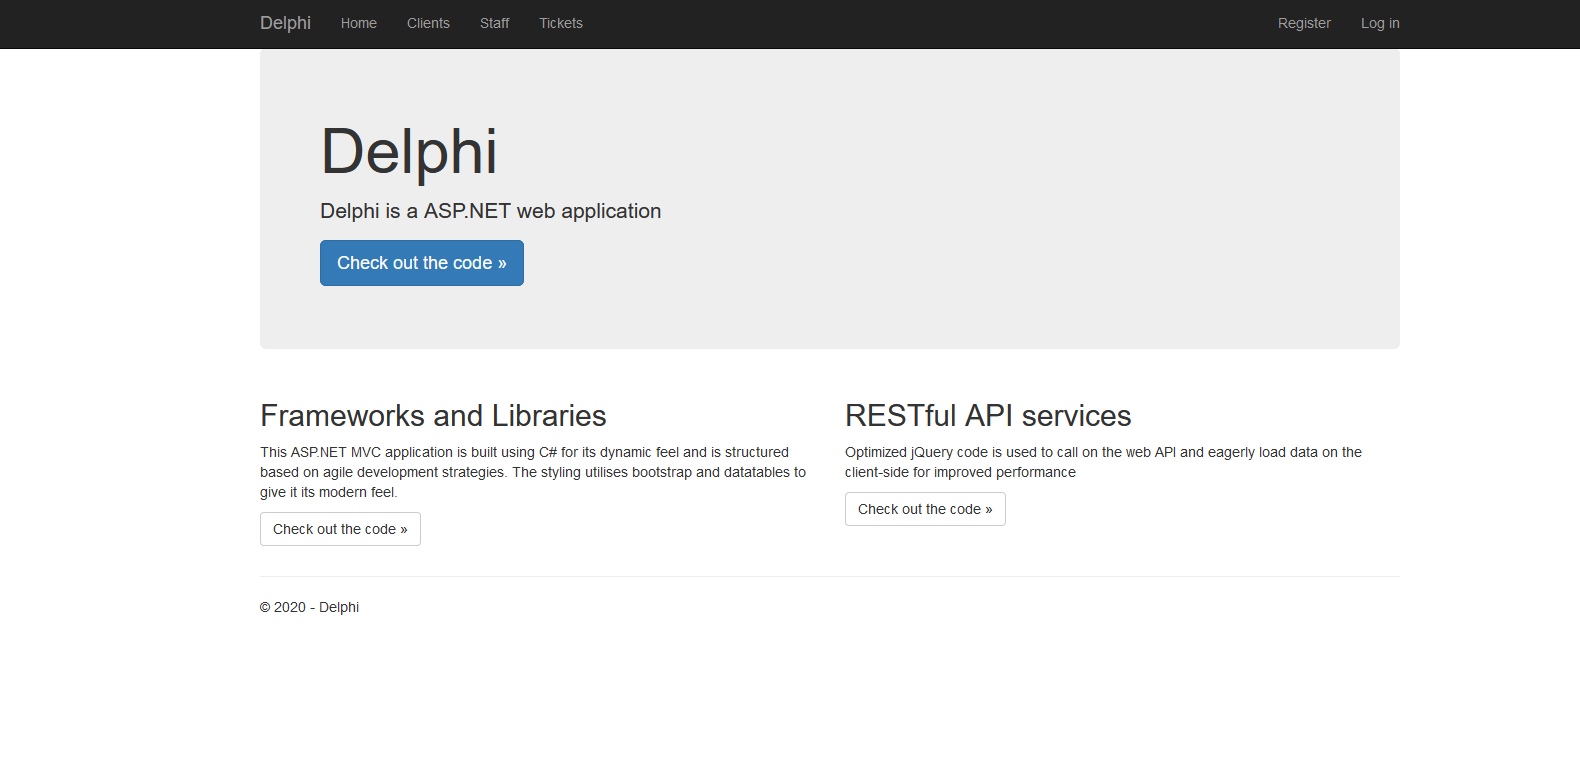 Delphi Home Clients Staff Tickets Register Log in
Delphi
Delphi is a ASP.NET web application
Check out the code »
Frameworks and Libraries
This ASP.NET MVC application is built using C# for its dynamic feel and is structured
based on agile development strategies. The styling utilises bootstrap and datatables to
give it its modern feel.
Check out the code »
RESTful API services
Optimized jQuery code is used to call on the web API and eagerly load data on the
client-side for improved performance
Check out the code »
© 2020 - Delphi